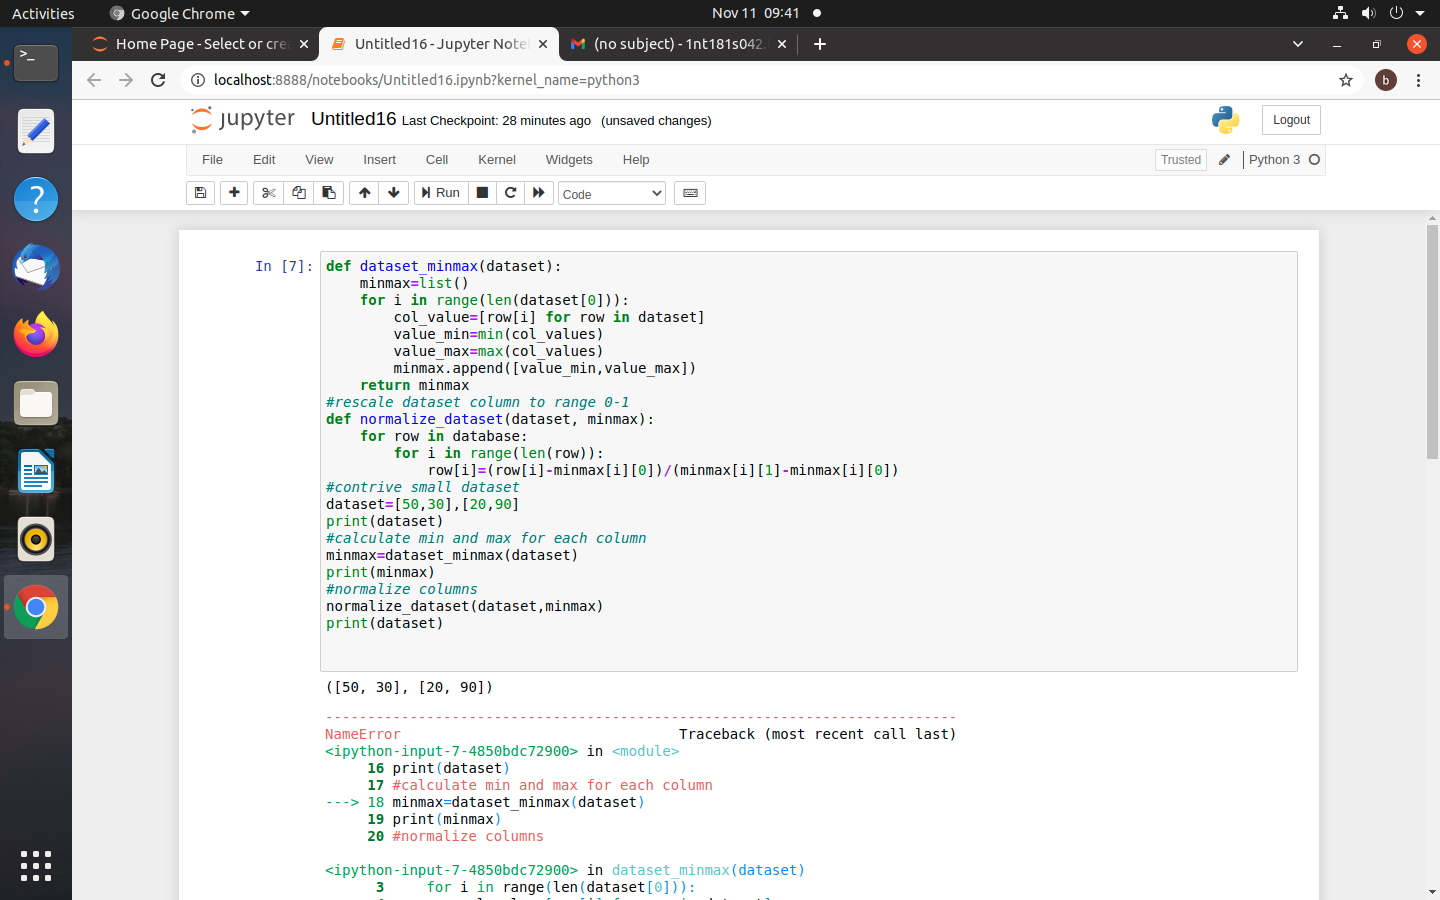 Activities
Google Chrome
Nov 11 09:41
Home Page - Select or cre
Untitled16 - Jupyter Note
(no subject) - 1nt181s042.
localhost:8888/notebooks/Untitled16.ipynb?kernel_name=python3
b
jupyter
Untitled16 Last Checkpoint: 28 minutes ago (unsaved changes)
Logout
File Edit View Insert Cell Kernel Widgets Help
Trusted
Python 3
Run
Code
In [7]:
def dataset_minmax(dataset):
    minmax=list()
    for i in range(len(dataset[0])):
        col_value=[row[i] for row in dataset]
        value_min=min(col_values)
        value_max=max(col_values)
        minmax.append([value_min,value_max])
    return minmax
#rescale dataset column to range 0-1
def normalize_dataset(dataset, minmax):
    for row in database:
        for i in range(len(row)):
            row[i]=(row[i]-minmax[i][0])/(minmax[i][1]-minmax[i][0])
#contrive small dataset
dataset=[50,30],[20,90]
print(dataset)
#calculate min and max for each column
minmax=dataset_minmax(dataset)
print(minmax)
#normalize columns
normalize_dataset(dataset,minmax)
print(dataset)
([50, 30], [20, 90])
---------------------------------------------------------------------------
NameError                                 Traceback (most recent call last)
<ipython-input-7-4850bdc72900> in <module>
     16 print(dataset)
     17 #calculate min and max for each column
---> 18 minmax=dataset_minmax(dataset)
     19 print(minmax)
     20 #normalize columns
<ipython-input-7-4850bdc72900> in dataset_minmax(dataset)
      3     for i in range(len(dataset[0])):